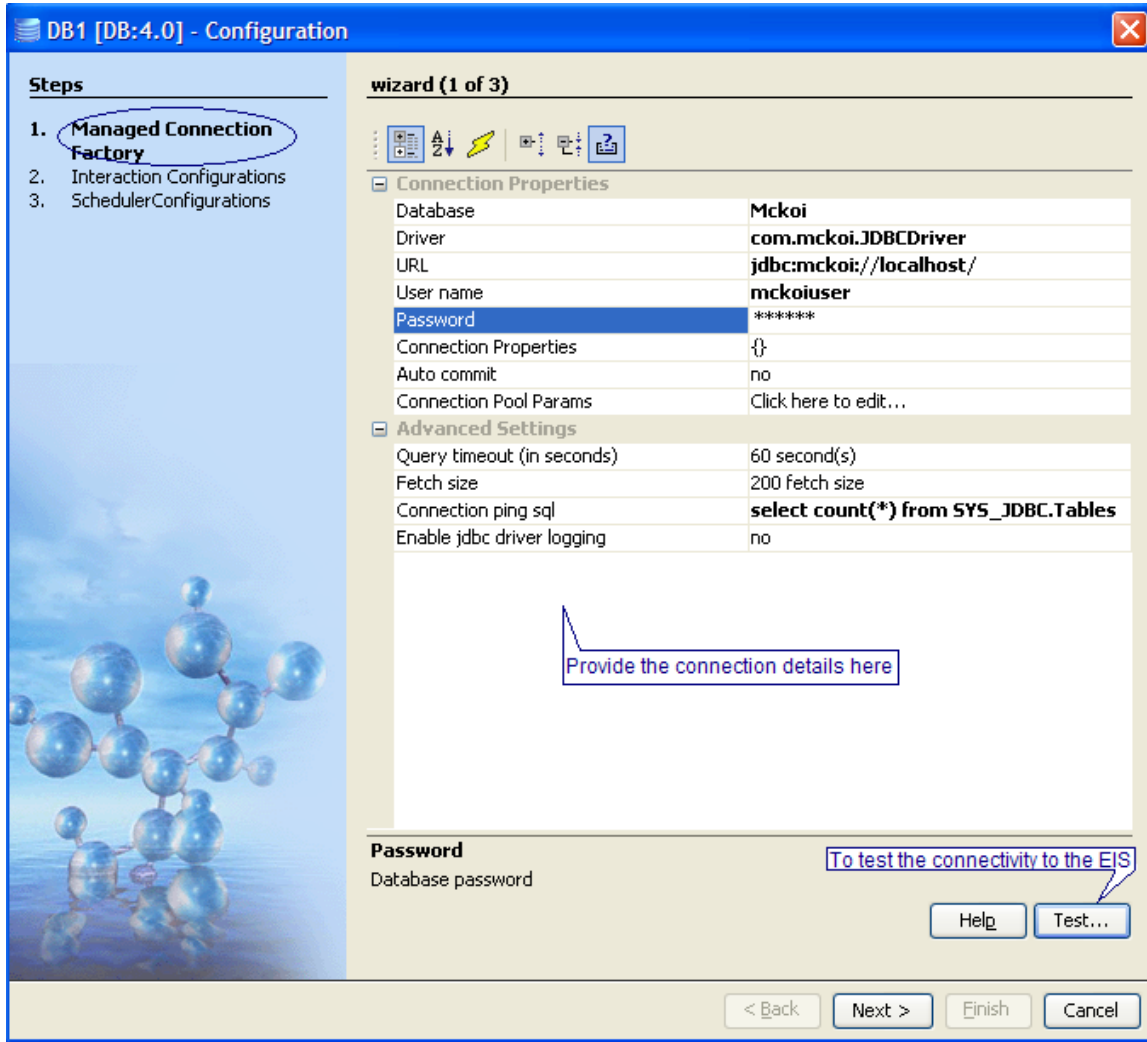 DB1 [DB:4.0] - Configuration
Steps
1. Managed Connection
Factory
2. Interaction Configurations
3. SchedulerConfigurations
wizard (1 of 3)
Connection Properties
Database Mckoi
Driver com.mckoi.JDBCDriver
URL jdbc:mckoi://localhost/
User name mckoiuser
Password ******
Connection Properties {}
Auto commit no
Connection Pool Params Click here to edit...
Advanced Settings
Query timeout (in seconds) 60 second(s)
Fetch size 200 fetch size
Connection ping sql select count(*) from SYS_JDBC.Tables
Enable jdbc driver logging no
Provide the connection details here
Password
Database password
To test the connectivity to the EIS
Help Test...
< Back Next > Finish Cancel